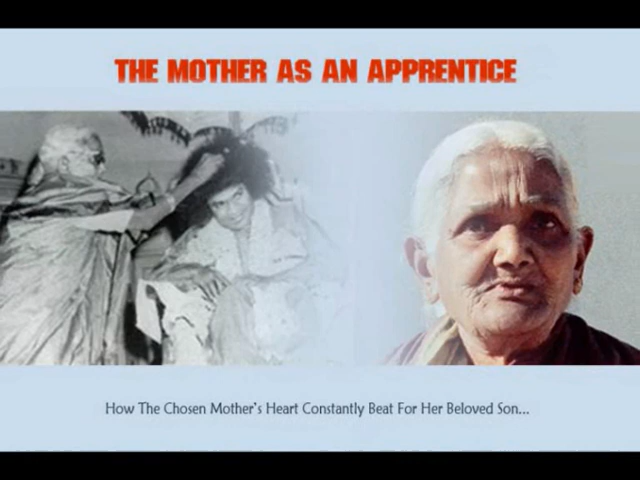 THE MOTHER AS AN APPRENTICE
How The Chosen Mother's Heart Constantly Beat For Her Beloved Son...